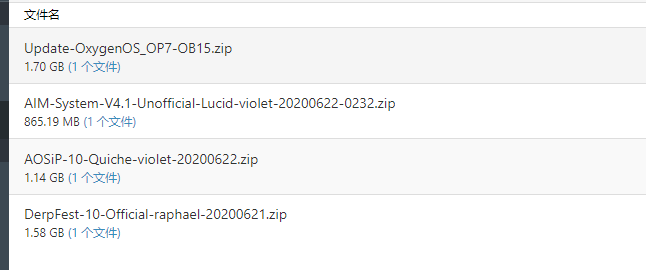 文件名
Update-OxygenOS_OP7-OB15.zip
1.70 GB (1 个文件)
AIM-System-V4.1-Unofficial-Lucid-violet-20200622-0232.zip
865.19 MB (1 个文件)
AOSiP-10-Quiche-violet-20200622.zip
1.14 GB (1 个文件)
DerpFest-10-Official-raphael-20200621.zip
1.58 GB (1 个文件)